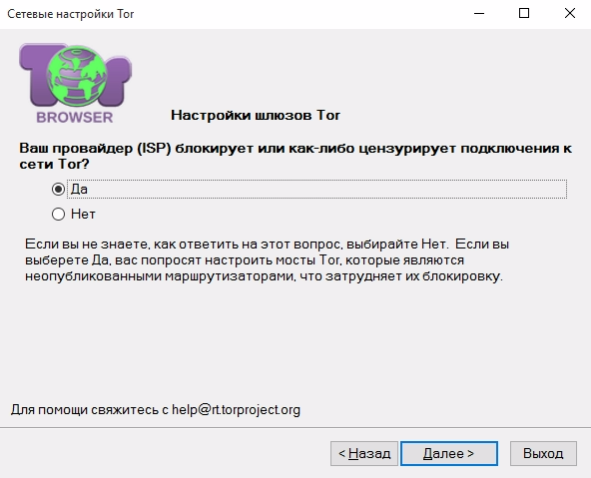 Сетевые настройки Tor
Tor
BROWSER
Настройки шлюзов Tor
Ваш провайдер (ISP) блокирует или как-либо цензурирует подключения к
сети Tor?
Да
Нет
Если вы не знаете, как ответить на этот вопрос, выбирайте Нет. Если вы
выберете Да, вас попросят настроить мосты Tor, которые являются
неопубликованными маршрутизаторами, что затрудняет их блокировку.
Для помощи свяжитесь с help@rt.torproject.org
< Назад Далее > Выход